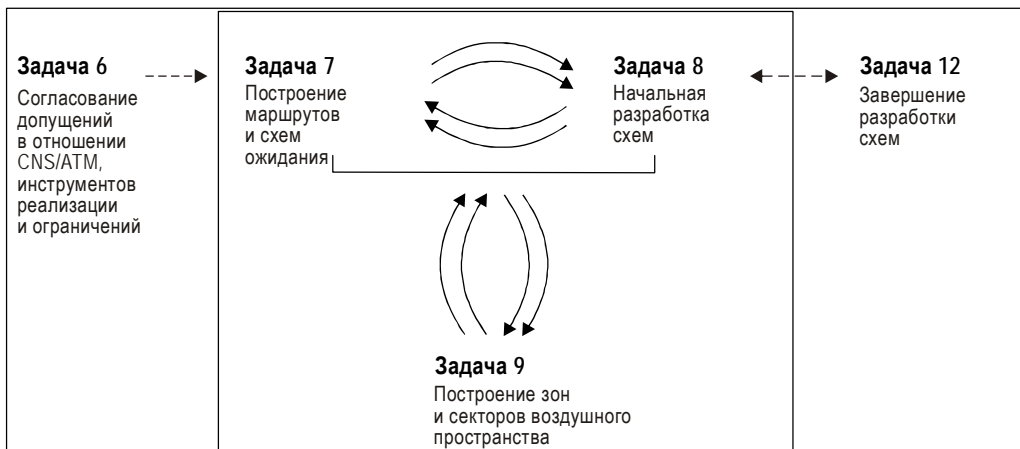 Задача 6
Согласование
допущений
в отношении
CNS/ATM,
инструментов
реализации
и ограничений
Задача 7
Построение
маршрутов
и схем
ожидания
Задача 8
Начальная
разработка
схем
Задача 12
Завершение
разработки
схем
Задача 9
Построение зон
и секторов воздушного
пространства